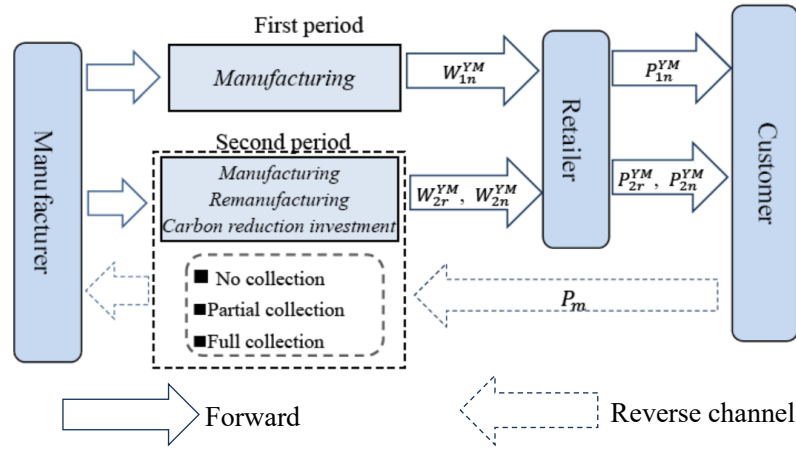 First period
Manufacturing
Second period
Manufacturing
Remanufacturing
Carbon reduction investment
■ No collection
■Partial collection
■Full collection
Manufacturer
W_{1n}^{YM}
W_{2r}^{YM}, W_{2n}^{YM}
Retailer
P_{1n}^{YM}
P_{2r}^{YM}, P_{2n}^{YM}
P_m
Customer
Forward
Reverse channel